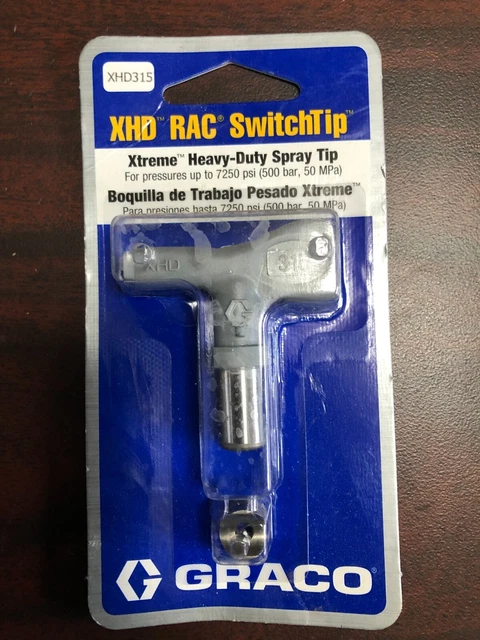 XHD315
XHD™ RAC® SwitchTip™
Xtreme™ Heavy-Duty Spray Tip
For pressures up to 7250 psi (500 bar, 50 MPa)
Boquilla de Trabajo Pesado Xtreme™
Para presiones hasta 7250 psi (500 bar, 50 MPa)
XHD 315
G
GRACO